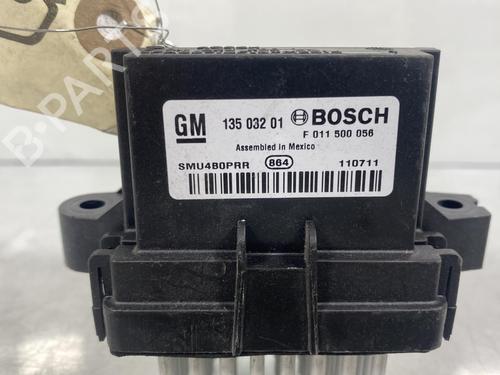 GM 135 032 01 BOSCH
F 011 500 056
Assembled in Mexico
SMU4B0PRR 864 110711
B-PARTS